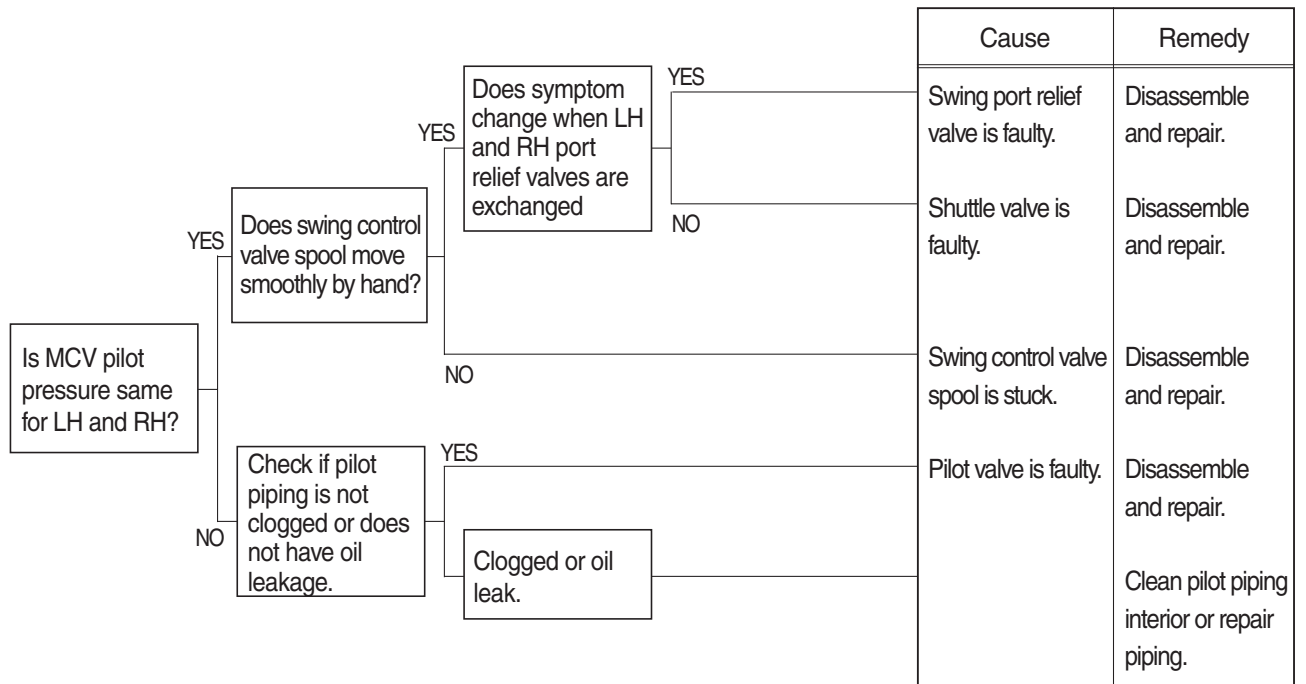 Cause
Remedy
Is MCV pilot
pressure same
for LH and RH?
YES
NO
Does swing control
valve spool move
smoothly by hand?
YES
NO
Does symptom
change when LH
and RH port
relief valves are
exchanged
YES
NO
Check if pilot
piping is not
clogged or does
not have oil
leakage.
YES
Clogged or oil
leak.
Swing port relief
valve is faulty.
Disassemble
and repair.
Shuttle valve is
faulty.
Disassemble
and repair.
Swing control valve
spool is stuck.
Disassemble
and repair.
Pilot valve is faulty.
Disassemble
and repair.
Clean pilot piping
interior or repair
piping.